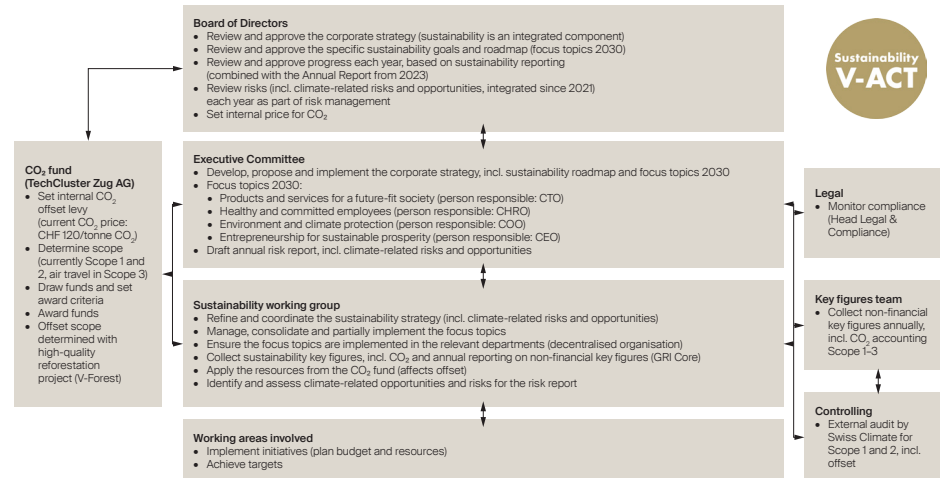 Board of Directors
• Review and approve the corporate strategy (sustainability is an integrated component)
• Review and approve the specific sustainability goals and roadmap (focus topics 2030)
• Review and approve progress each year, based on sustainability reporting
(combined with the Annual Report from 2023)
• Review risks (incl. climate-related risks and opportunities, integrated since 2021)
each year as part of risk management
• Set internal price for CO₂
Sustainability
V-ACT
CO₂ fund
(TechCluster Zug AG)
• Set internal CO₂
offset levy
(current CO₂ price:
CHF 120/tonne CO₂)
• Determine scope
(currently Scope 1 and
2, air travel in Scope 3)
• Draw funds and set
award criteria
• Award funds
• Offset scope
determined with
high-quality
reforestation
project (V-Forest)
Executive Committee
• Develop, propose and implement the corporate strategy, incl. sustainability roadmap and focus topics 2030
• Focus topics 2030:
• Products and services for a future-fit society (person responsible: CTO)
• Healthy and committed employees (person responsible: CHRO)
• Environment and climate protection (person responsible: COO)
• Entrepreneurship for sustainable prosperity (person responsible: CEO)
• Draft annual risk report, incl. climate-related risks and opportunities
Sustainability working group
• Refine and coordinate the sustainability strategy (incl. climate-related risks and opportunities)
• Manage, consolidate and partially implement the focus topics
• Ensure the focus topics are implemented in the relevant departments (decentralised organisation)
• Collect sustainability key figures, incl. CO₂ and annual reporting on non-financial key figures (GRI Core)
• Apply the resources from the CO₂ fund (affects offset)
• Identify and assess climate-related opportunities and risks for the risk report
Working areas involved
• Implement initiatives (plan budget and resources)
• Achieve targets
Legal
• Monitor compliance
(Head Legal &
Compliance)
Key figures team
• Collect non-financial
key figures annually,
incl. CO₂ accounting
Scope 1–3
Controlling
• External audit by
Swiss Climate for
Scope 1 and 2, incl.
offset